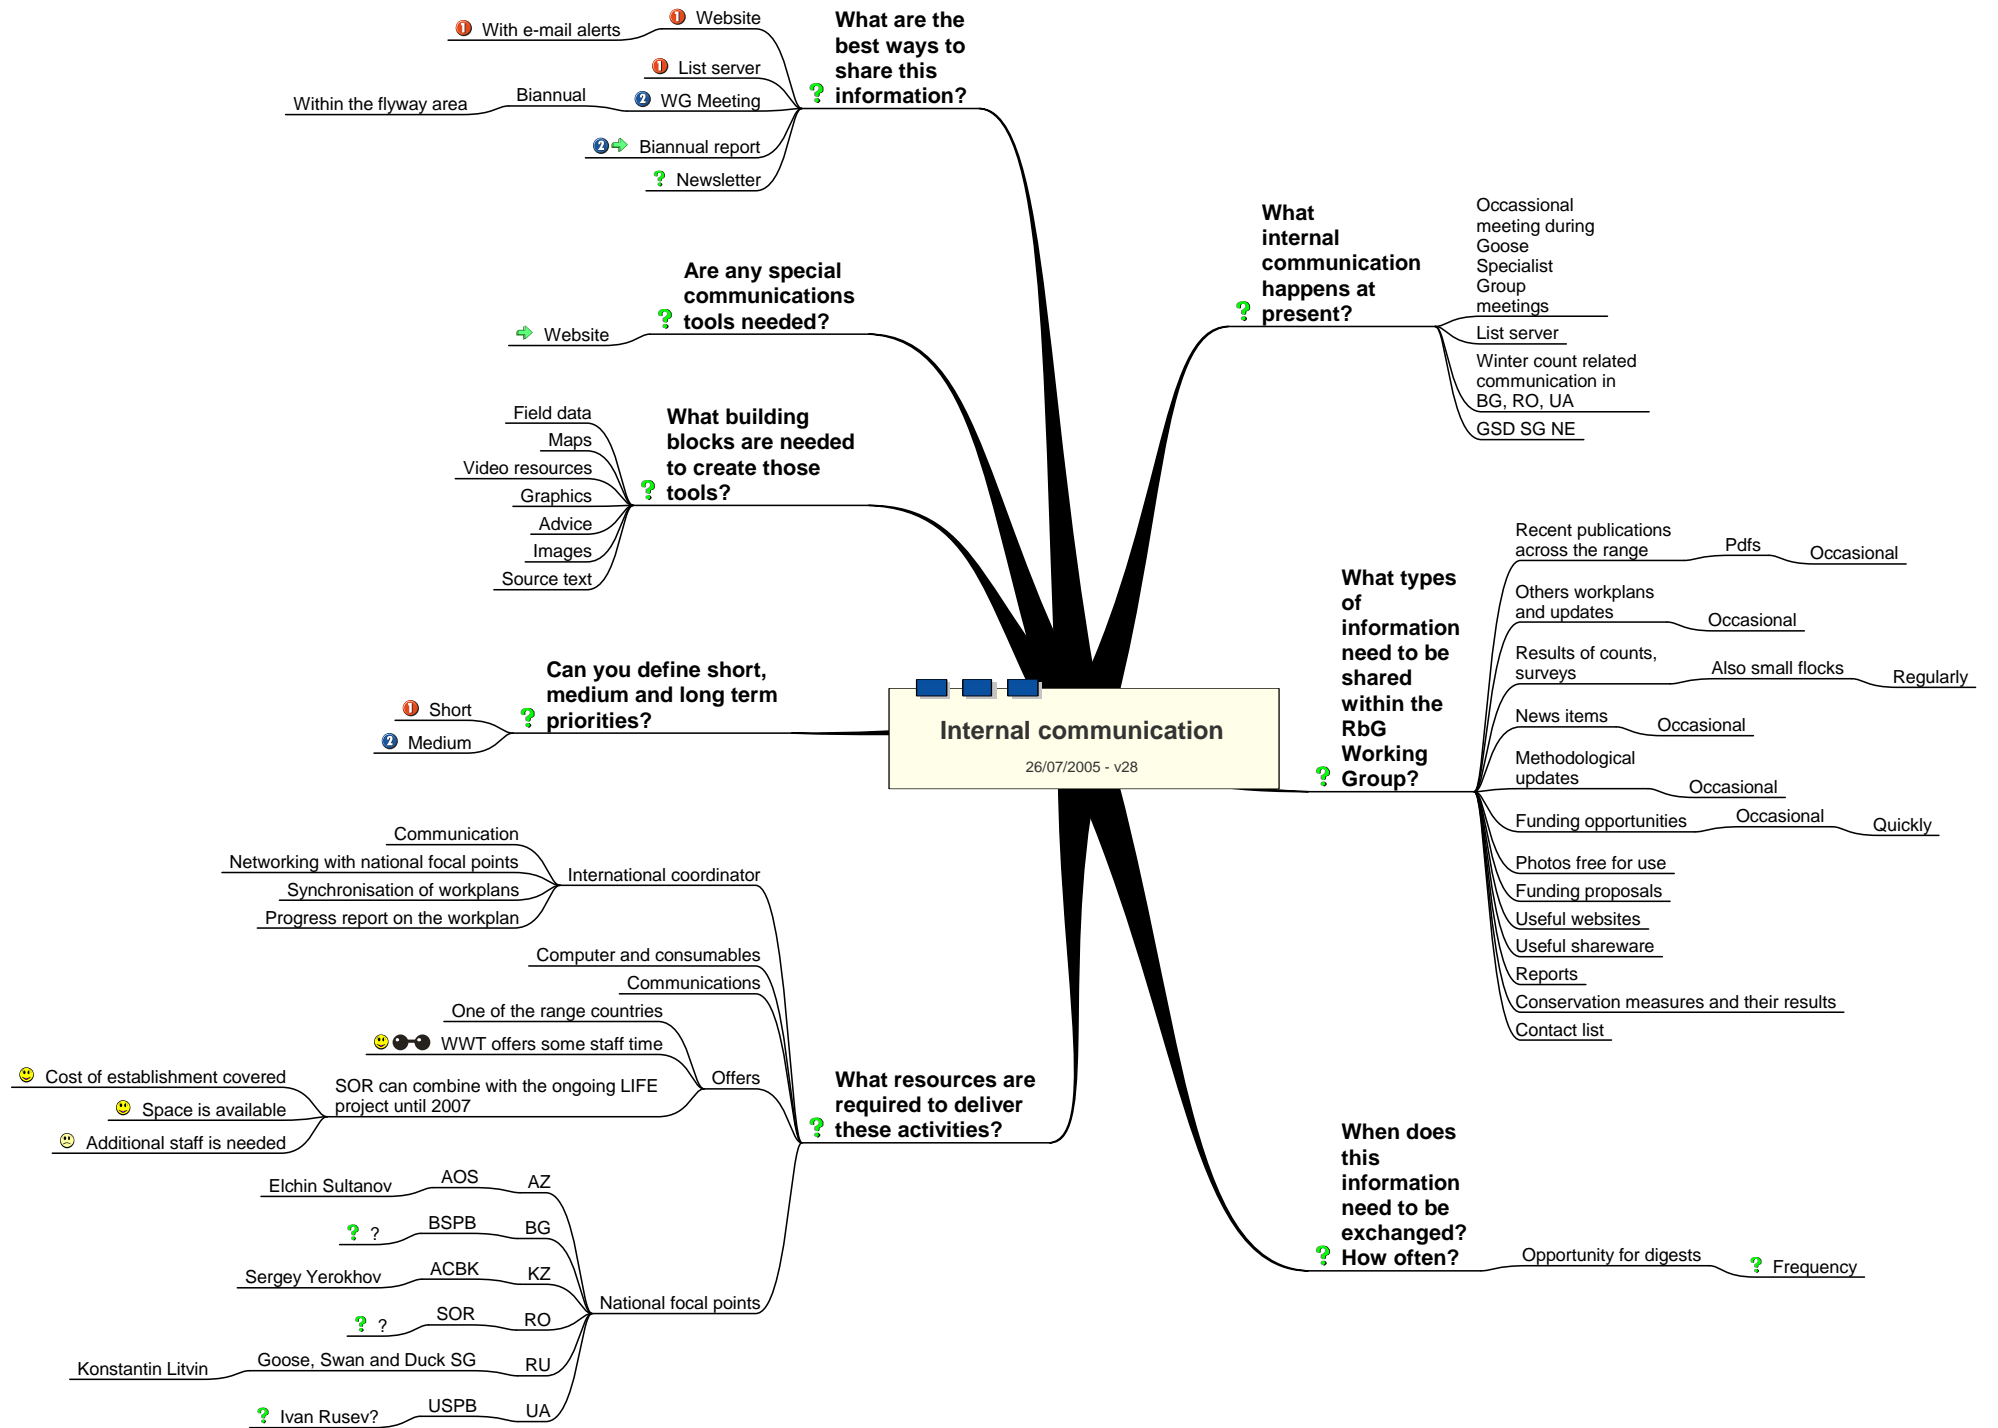 What are the
best ways to
share this
information?
Website
With e-mail alerts
List server
WG Meeting
Biannual
Within the flyway area
Biannual report
Newsletter
Are any special
communications
tools needed?
Website
What building
blocks are needed
to create those
tools?
Field data
Maps
Video resources
Graphics
Advice
Images
Source text
Can you define short,
medium and long term
priorities?
1 Short
2 Medium
Internal communication
26/07/2005 - v28
What
internal
communication
happens at
present?
Occassional
meeting during
Goose
Specialist
Group
meetings
List server
Winter count related
communication in
BG, RO, UA
GSD SG NE
What types
of
information
need to be
shared
within the
RbG
Working
Group?
Recent publications
across the range
Pdfs
Occasional
Others workplans
and updates
Occasional
Results of counts,
surveys
Also small flocks
Regularly
News items
Occasional
Methodological
updates
Occasional
Funding opportunities
Occasional
Quickly
Photos free for use
Funding proposals
Useful websites
Useful shareware
Reports
Conservation measures and their results
Contact list
When does
this
information
need to be
exchanged?
How often?
Opportunity for digests
? Frequency
What resources are
required to deliver
these activities?
International coordinator
Communication
Networking with national focal points
Synchronisation of workplans
Progress report on the workplan
Computer and consumables
Communications
Offers
One of the range countries
WWT offers some staff time
SOR can combine with the ongoing LIFE
project until 2007
Cost of establishment covered
Space is available
Additional staff is needed
National focal points
AZ
AOS
Elchin Sultanov
BG
BSPB
? ?
KZ
ACBK
Sergey Yerokhov
RO
SOR
? ?
RU
Goose, Swan and Duck SG
Konstantin Litvin
UA
USPB
? Ivan Rusev?